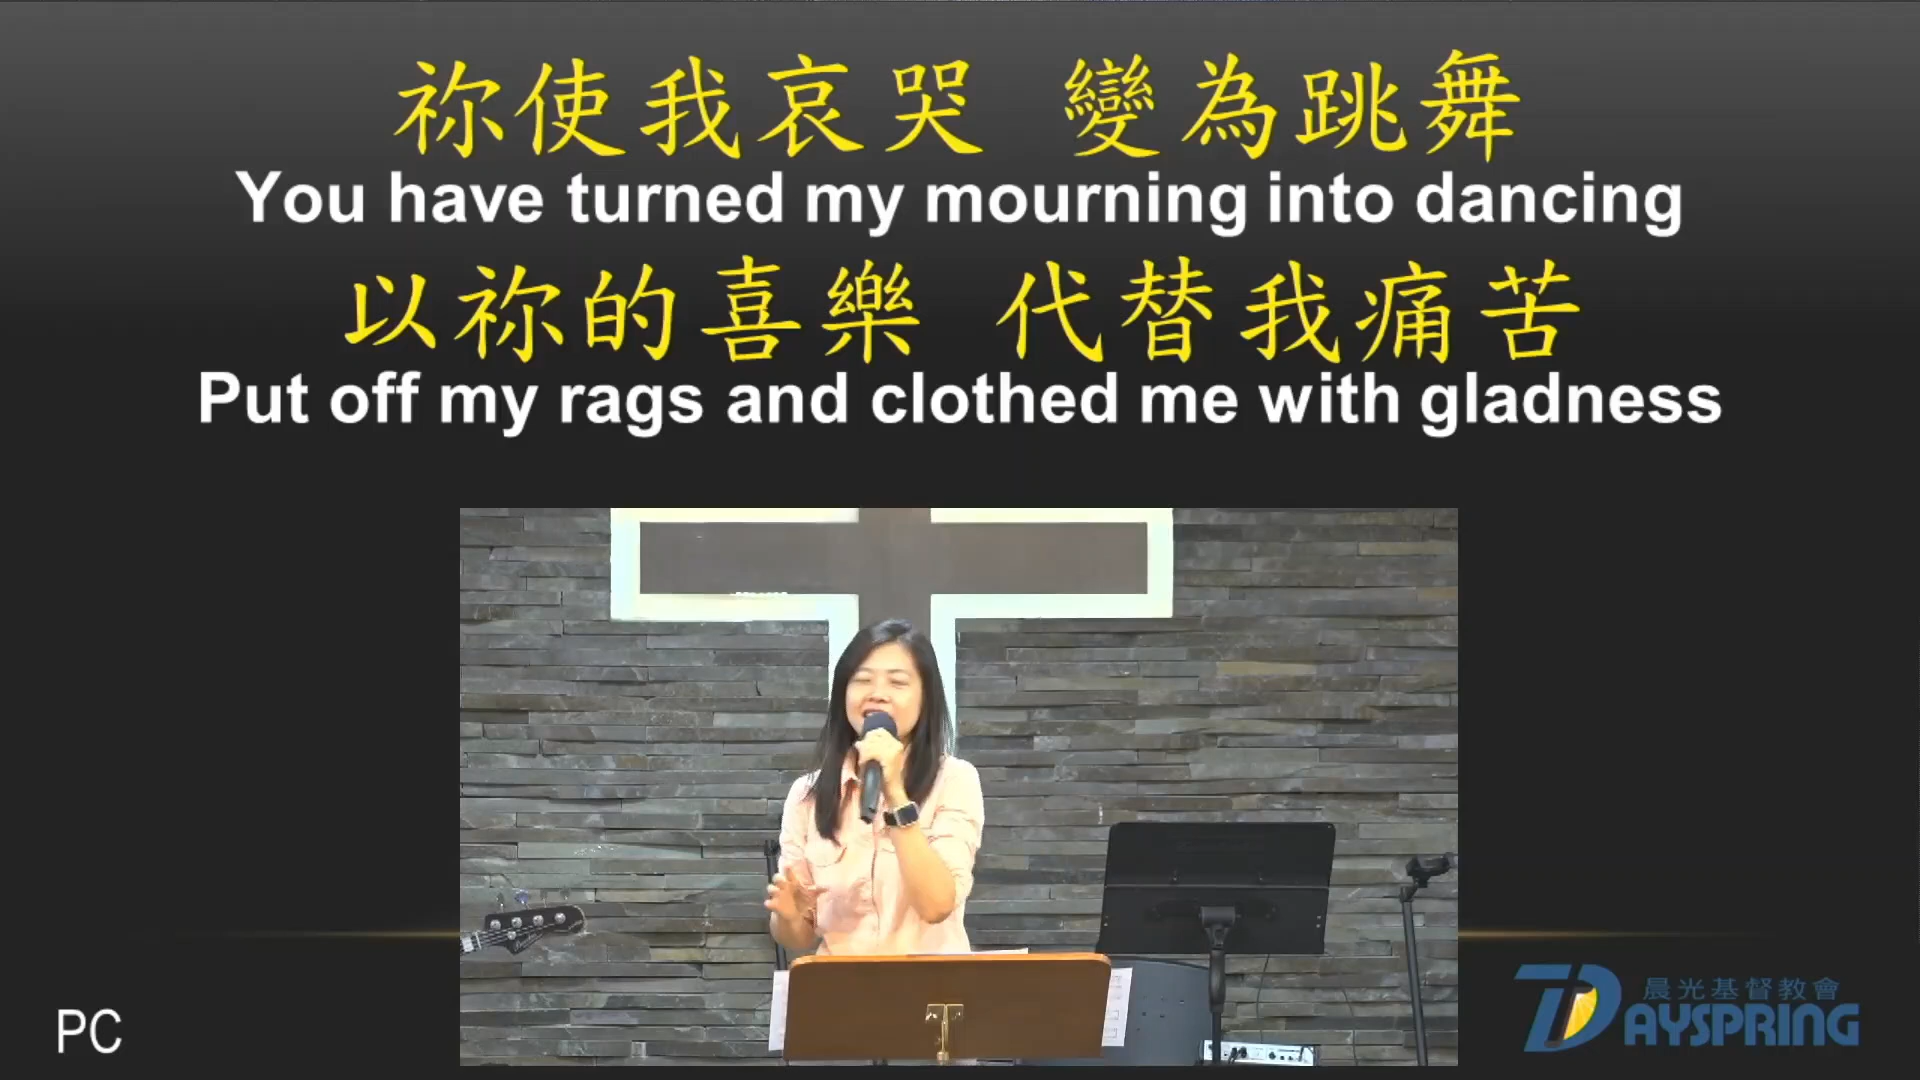 祢使我哀哭 變為跳舞
You have turned my mourning into dancing
以祢的喜樂 代替我痛苦
Put off my rags and clothed me with gladness
PC
晨光基督教會
DAYSPRING